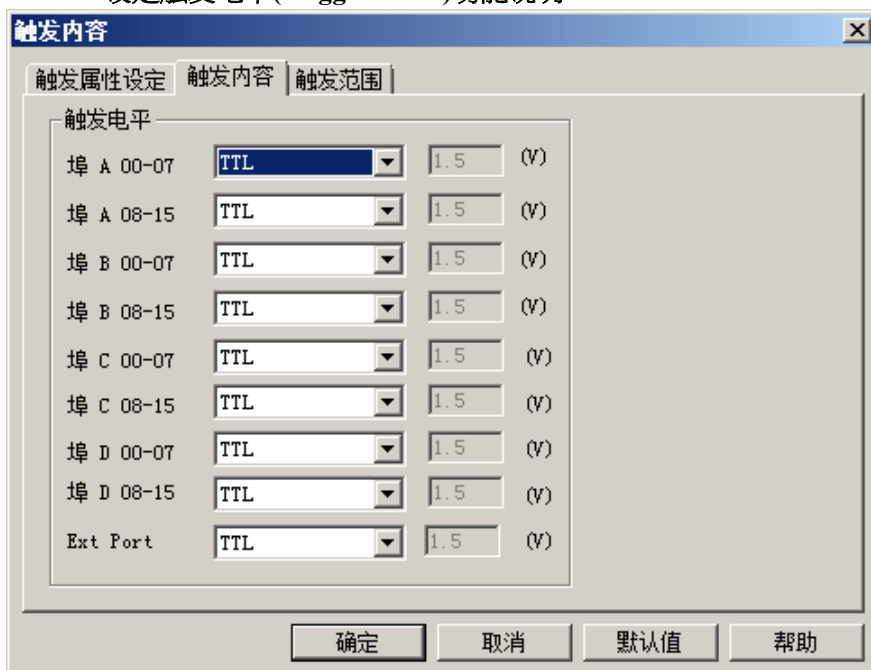 触发内容
触发属性设定 触发内容 触发范围
触发电平
埠 A 00-07 TTL 1.5 (V)
埠 A 08-15 TTL 1.5 (V)
埠 B 00-07 TTL 1.5 (V)
埠 B 08-15 TTL 1.5 (V)
埠 C 00-07 TTL 1.5 (V)
埠 C 08-15 TTL 1.5 (V)
埠 D 00-07 TTL 1.5 (V)
埠 D 08-15 TTL 1.5 (V)
Ext Port TTL 1.5 (V)
确定 取消 默认值 帮助